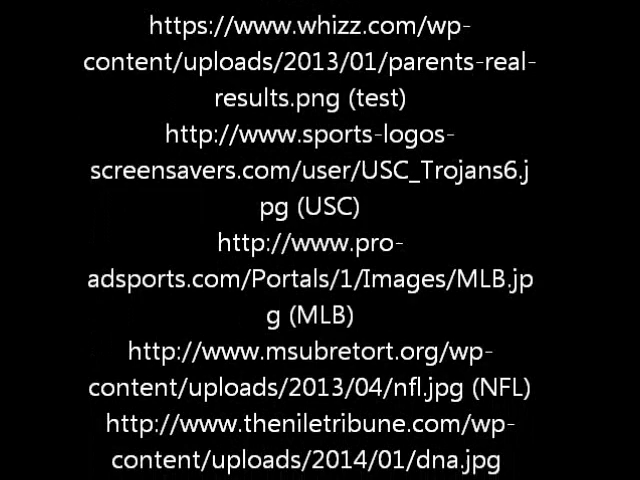 https://www.whizz.com/wp-
content/uploads/2013/01/parents-real-
results.png (test)
http://www.sports-logos-
screensavers.com/user/USC_Trojans6.j
pg (USC)
http://www.pro-
adsports.com/Portals/1/Images/MLB.jp
g (MLB)
http://www.msubretort.org/wp-
content/uploads/2013/04/nfl.jpg (NFL)
http://www.theniletribune.com/wp-
content/uploads/2014/01/dna.jpg